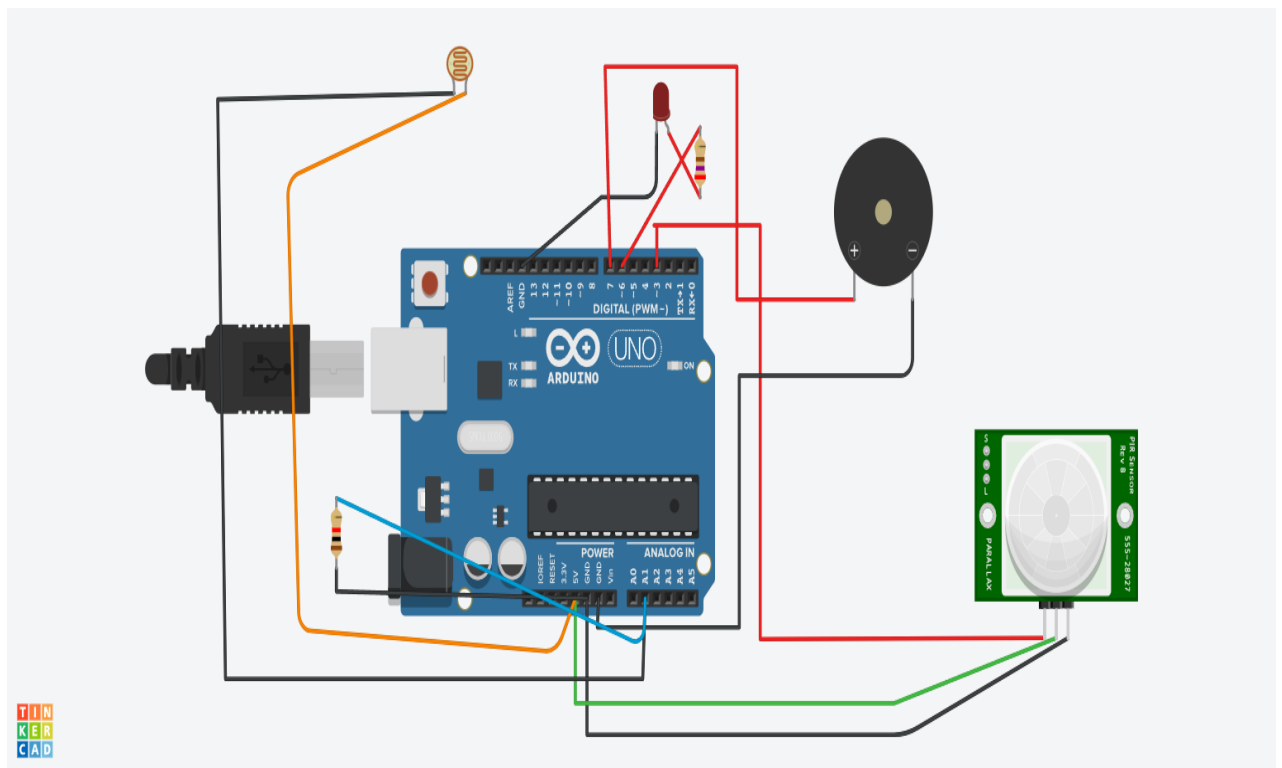 +
−
AREF
GND
13
12
~11
~10
~9
8
7
~6
~5
4
~3
2
TX→1
RX←0
DIGITAL (PWM~)
L
TX
RX
ARDUINO
UNO
ON
POWER
ANALOG IN
IOREF
RESET
3.3V
5V
GND
GND
Vin
A0
A1
A2
A3
A4
A5
S
L
PARALLAX
PIR SENSOR
REV B
555-28027
TIN
KER
CAD